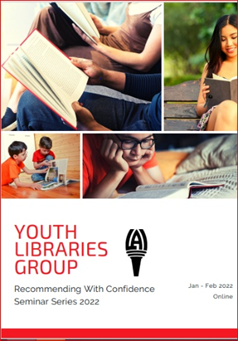 YOUTH
LIBRARIES
GROUP
Recommending With Confidence
Seminar Series 2022
Jan - Feb 2022
Online